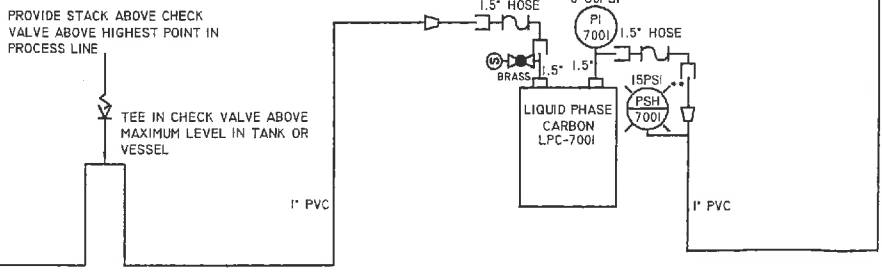 PROVIDE STACK ABOVE CHECK
VALVE ABOVE HIGHEST POINT IN
PROCESS LINE
TEE IN CHECK VALVE ABOVE
MAXIMUM LEVEL IN TANK OR
VESSEL
1" PVC
1.5" HOSE
S
BRASS
1.5"
1.5"
PI
7001
1.5" HOSE
15PSI
PSH
7001
LIQUID PHASE
CARBON
LPC-7001
1" PVC